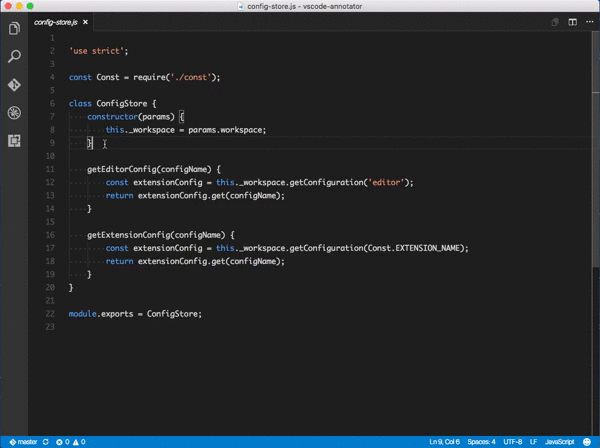 config-store.js - vscode-annotator
config-store.js
1
2 'use strict';
3
4 const Const = require('./const');
5
6 class ConfigStore {
7 constructor(params) {
8 this._workspace = params.workspace;
9 }
10
11 getEditorConfig(configName) {
12 const extensionConfig = this._workspace.getConfiguration('editor');
13 return extensionConfig.get(configName);
14 }
15
16 getExtensionConfig(configName) {
17 const extensionConfig = this._workspace.getConfiguration(Const.EXTENSION_NAME);
18 return extensionConfig.get(configName);
19 }
20 }
21
22 module.exports = ConfigStore;
23
master 0 0 Ln 9, Col 6 Spaces: 4 UTF-8 LF JavaScript